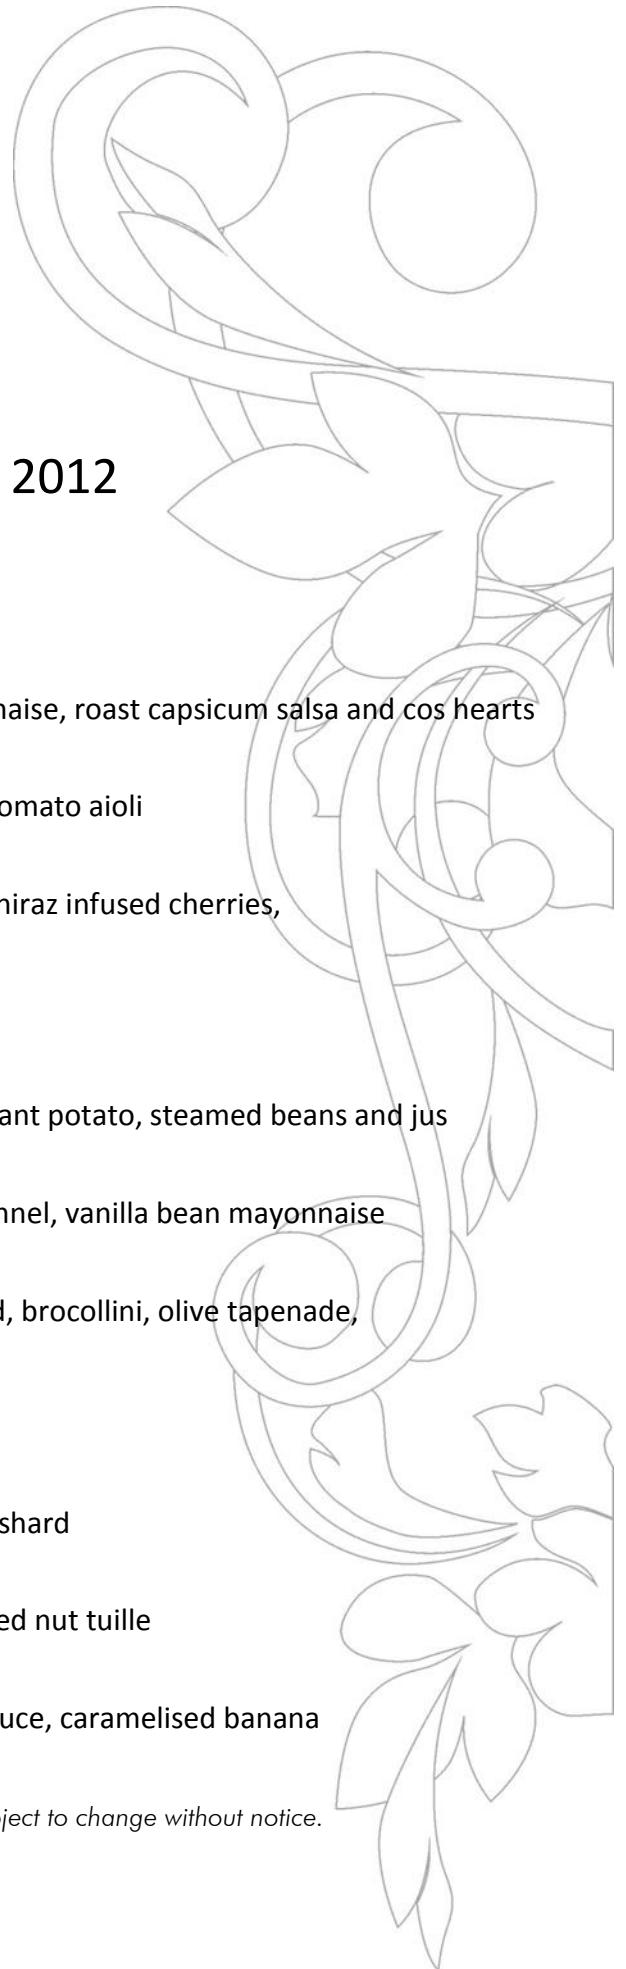 2012
naise, roast capsicum salsa and cos hearts
omato aioli
hiraz infused cherries,
ant potato, steamed beans and jus
nnel, vanilla bean mayonnaise
d, brocollini, olive tapenade,
shard
ed nut tuille
uce, caramelised banana
ject to change without notice.